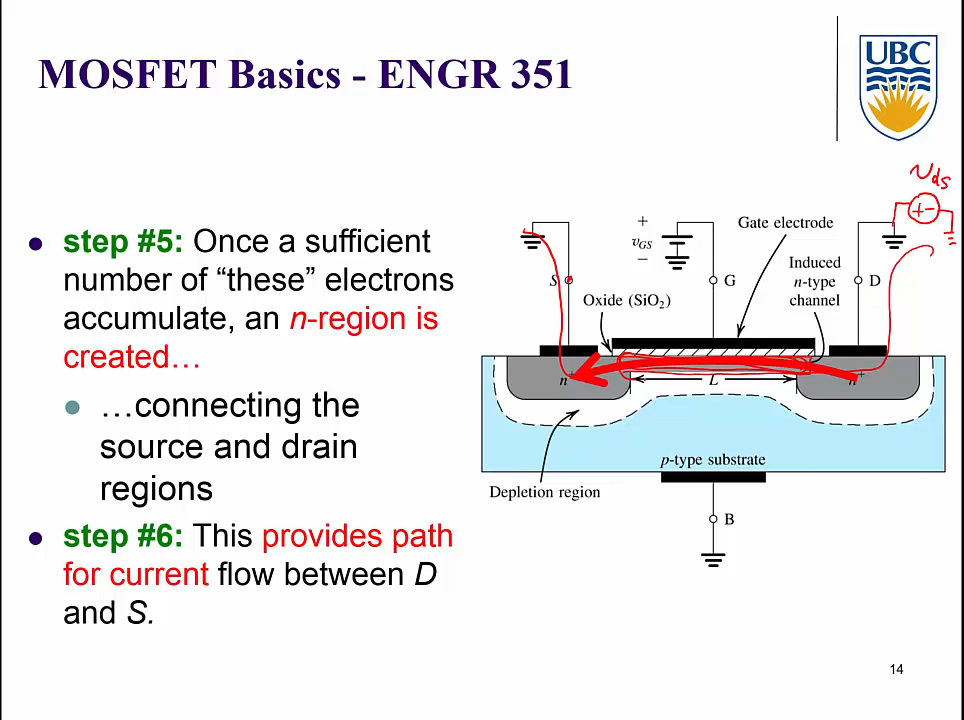 MOSFET Basics - ENGR 351
UBC
step #5: Once a sufficient
number of “these” electrons
accumulate, an n-region is
created…
…connecting the
source and drain
regions
step #6: This provides path
for current flow between D
and S.
V_ds
+ -
+
v_GS
−
Gate electrode
S
Oxide (SiO₂)
G
Induced
n-type
channel
D
n⁺
L
n⁺
p-type substrate
Depletion region
B
14